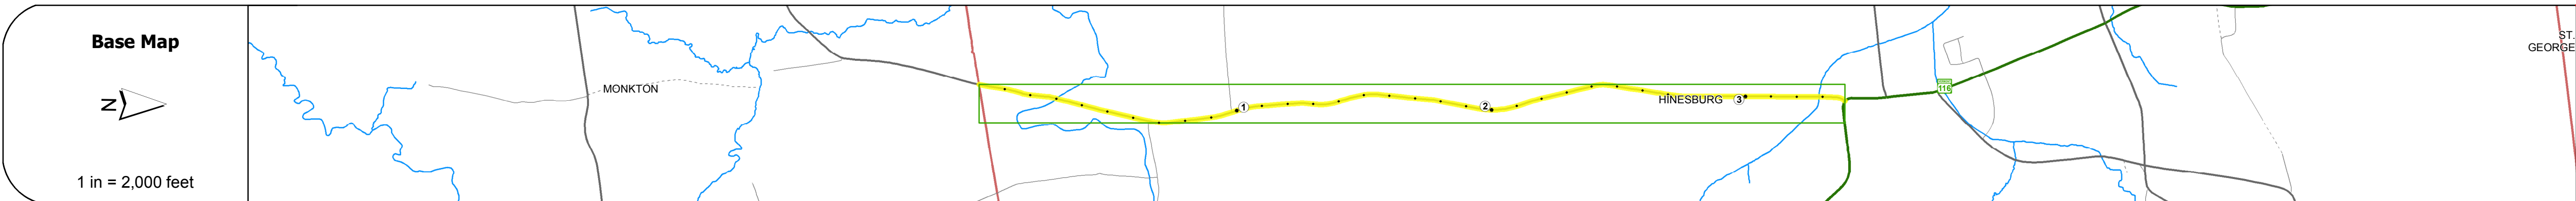 Base Map
N
1 in = 2,000 feet
MONKTON
1
2
HINESBURG
3
116
ST.
GEORGE